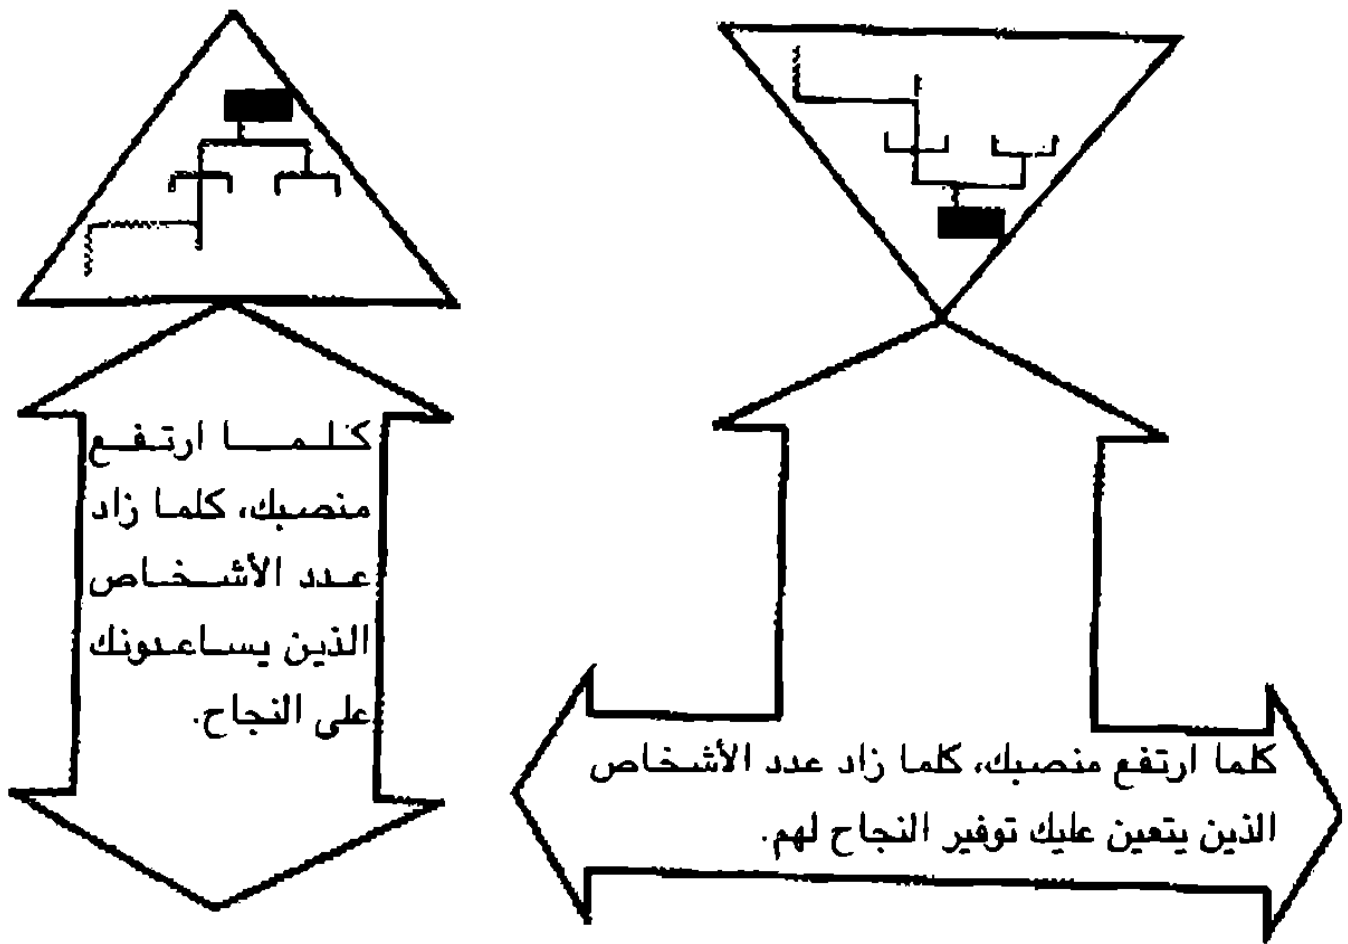 كلما ارتفع
منصبك، كلما زاد
عدد الأشخاص
الذين يساعدونك
على النجاح.
كلما ارتفع منصبك، كلما زاد عدد الأشخاص
الذين يتعين عليك توفير النجاح لهم.